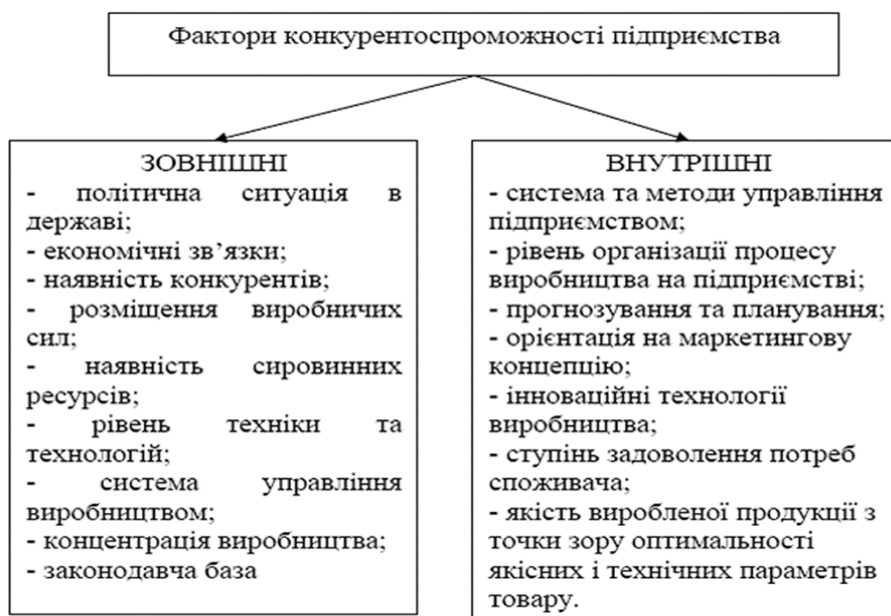 Фактори конкурентоспроможності підприємства
ЗОВНІШНІ
- політична ситуація в
державі;
- економічні зв’язки;
- наявність конкурентів;
- розміщення виробничих
сил;
- наявність сировинних
ресурсів;
- рівень техніки та
технологій;
- система управління
виробництвом;
- концентрація виробництва;
- законодавча база
ВНУТРІШНІ
- система та методи управління
підприємством;
- рівень організації процесу
виробництва на підприємстві;
- прогнозування та планування;
- орієнтація на маркетингову
концепцію;
- інноваційні технології
виробництва;
- ступінь задоволення потреб
споживача;
- якість виробленої продукції з
точки зору оптимальності
якісних і технічних параметрів
товару.